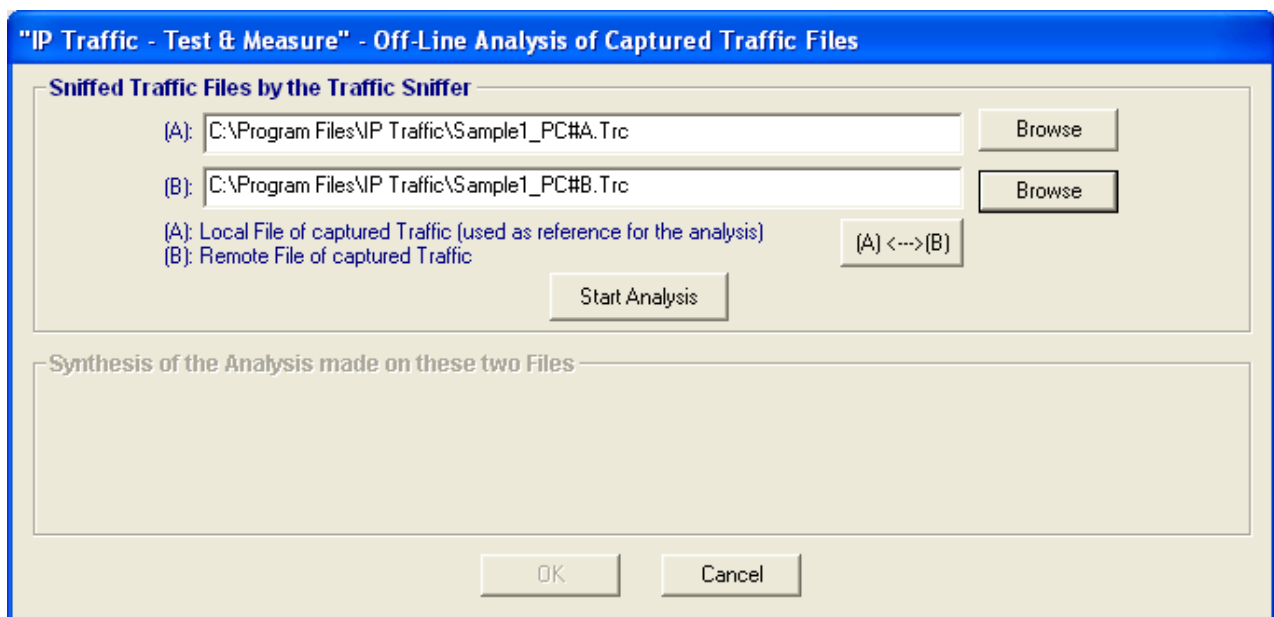 "IP Traffic - Test & Measure" - Off-Line Analysis of Captured Traffic Files
Sniffed Traffic Files by the Traffic Sniffer
(A): C:\Program Files\IP Traffic\Sample1_PC#A.Trc Browse
(B): C:\Program Files\IP Traffic\Sample1_PC#B.Trc Browse
(A): Local File of captured Traffic (used as reference for the analysis)
(B): Remote File of captured Traffic
(A) <--->(B)
Start Analysis
Synthesis of the Analysis made on these two Files
OK Cancel